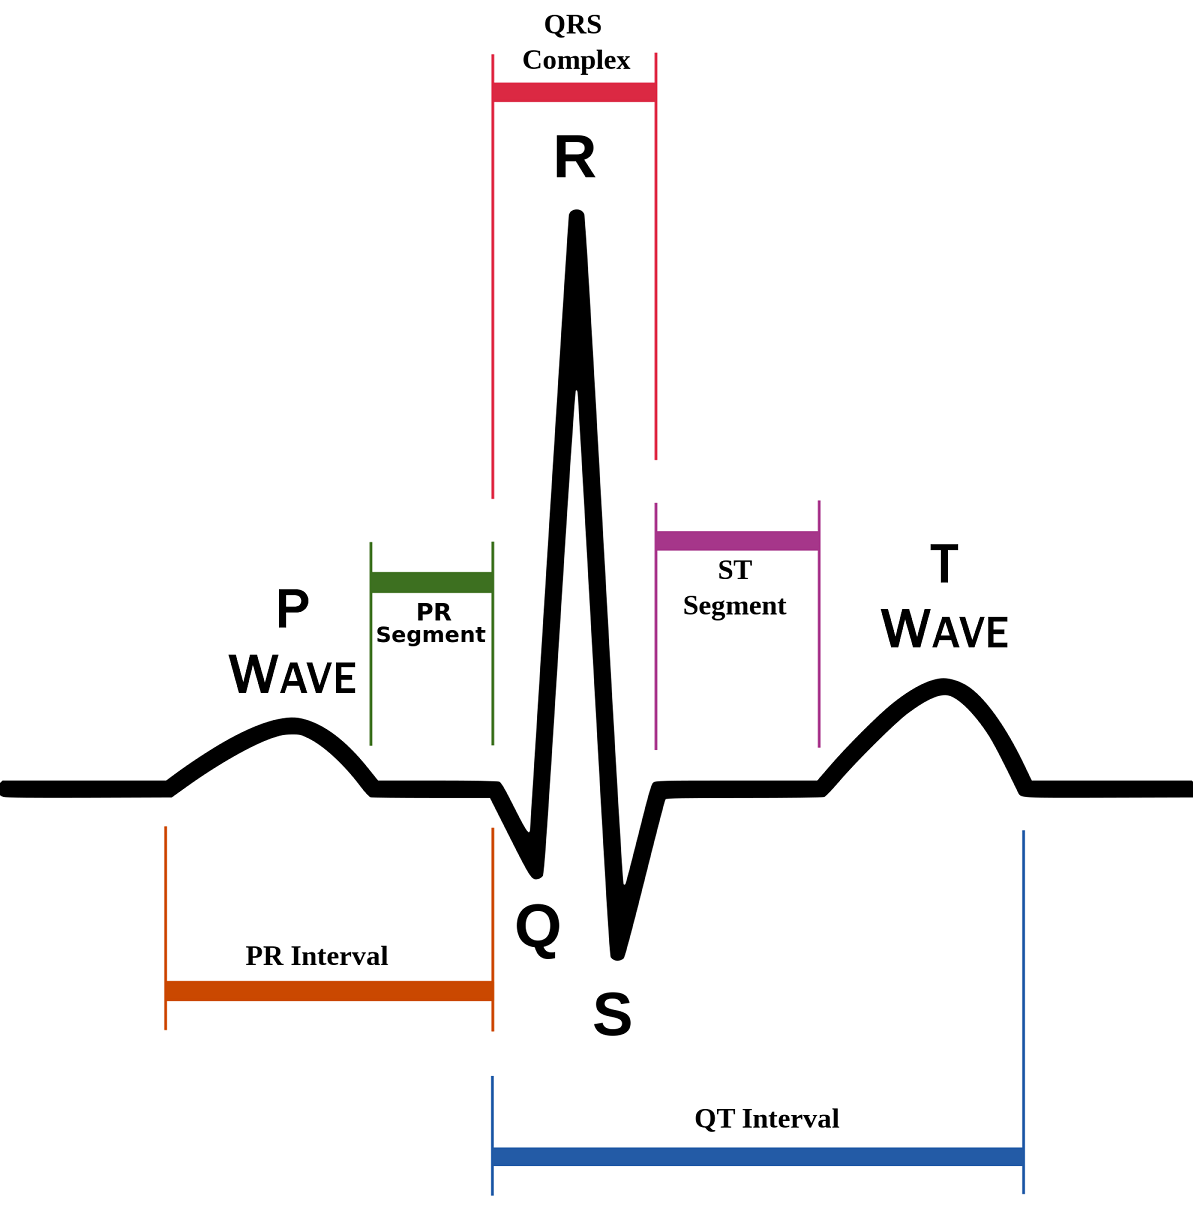 QRS
Complex
R
ST
Segment
T
WAVE
P
WAVE
PR
Segment
Q
PR Interval
S
QT Interval